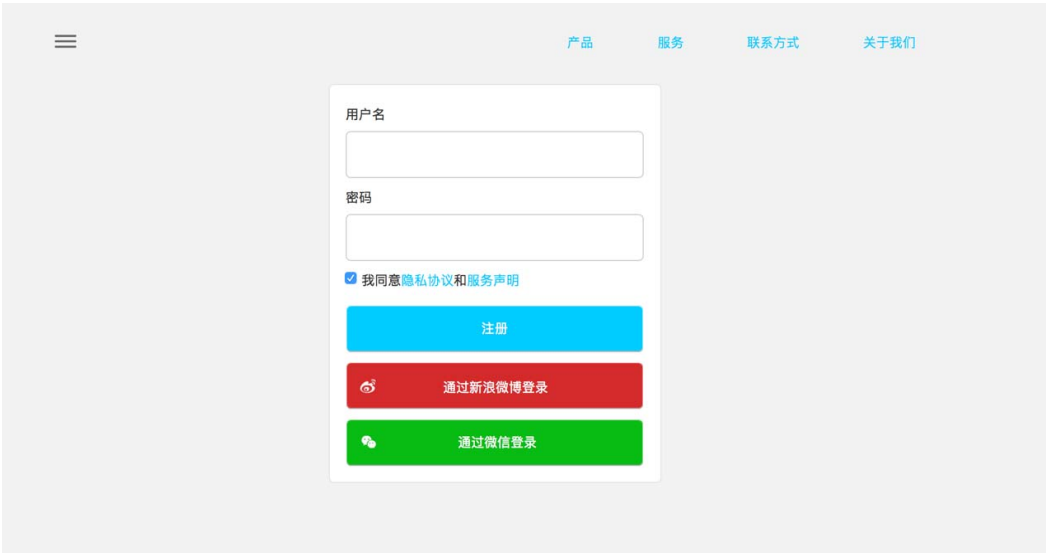 产品 服务 联系方式 关于我们
用户名
密码
我同意隐私协议和服务声明
注册
通过新浪微博登录
通过微信登录